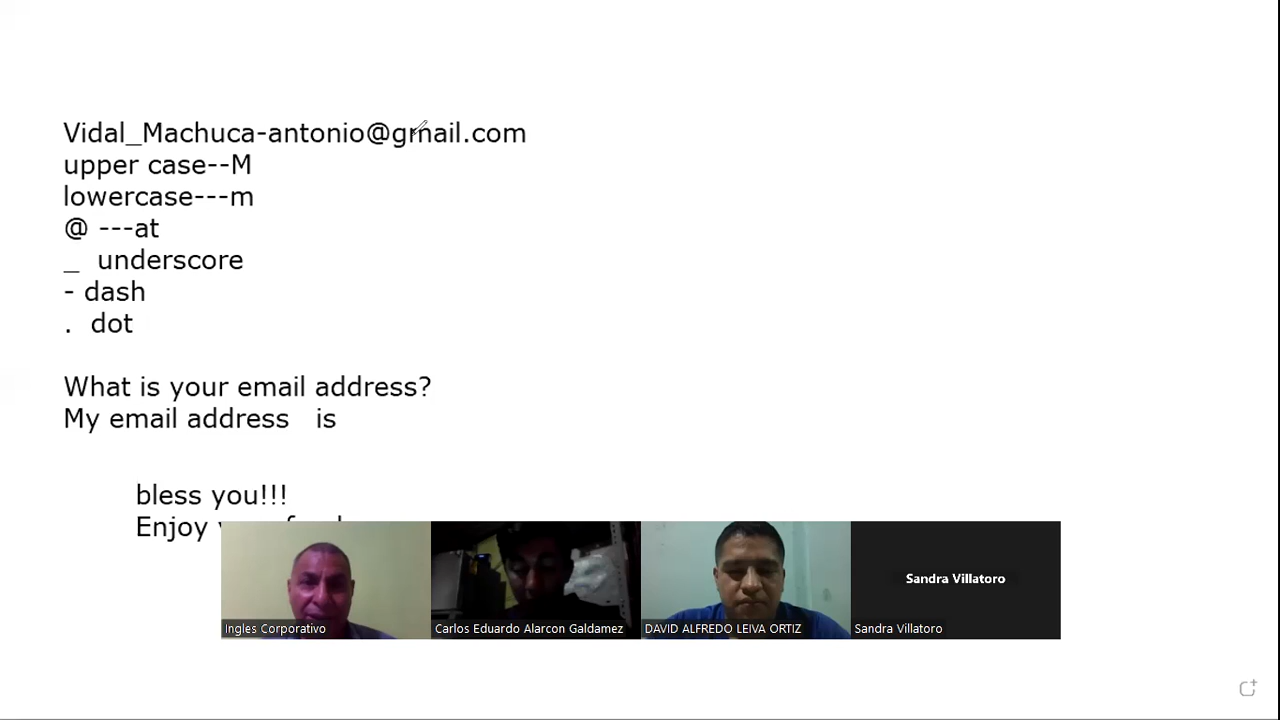 Vidal_Machuca-antonio@gmail.com
upper case--M
lowercase---m
@ ---at
_ underscore
- dash
. dot
What is your email address?
My email address is
bless you!!!
Enjoy
Sandra Villatoro
Ingles Corporativo
Carlos Eduardo Alarcon Galdamez
DAVID ALFREDO LEIVA ORTIZ
Sandra Villatoro